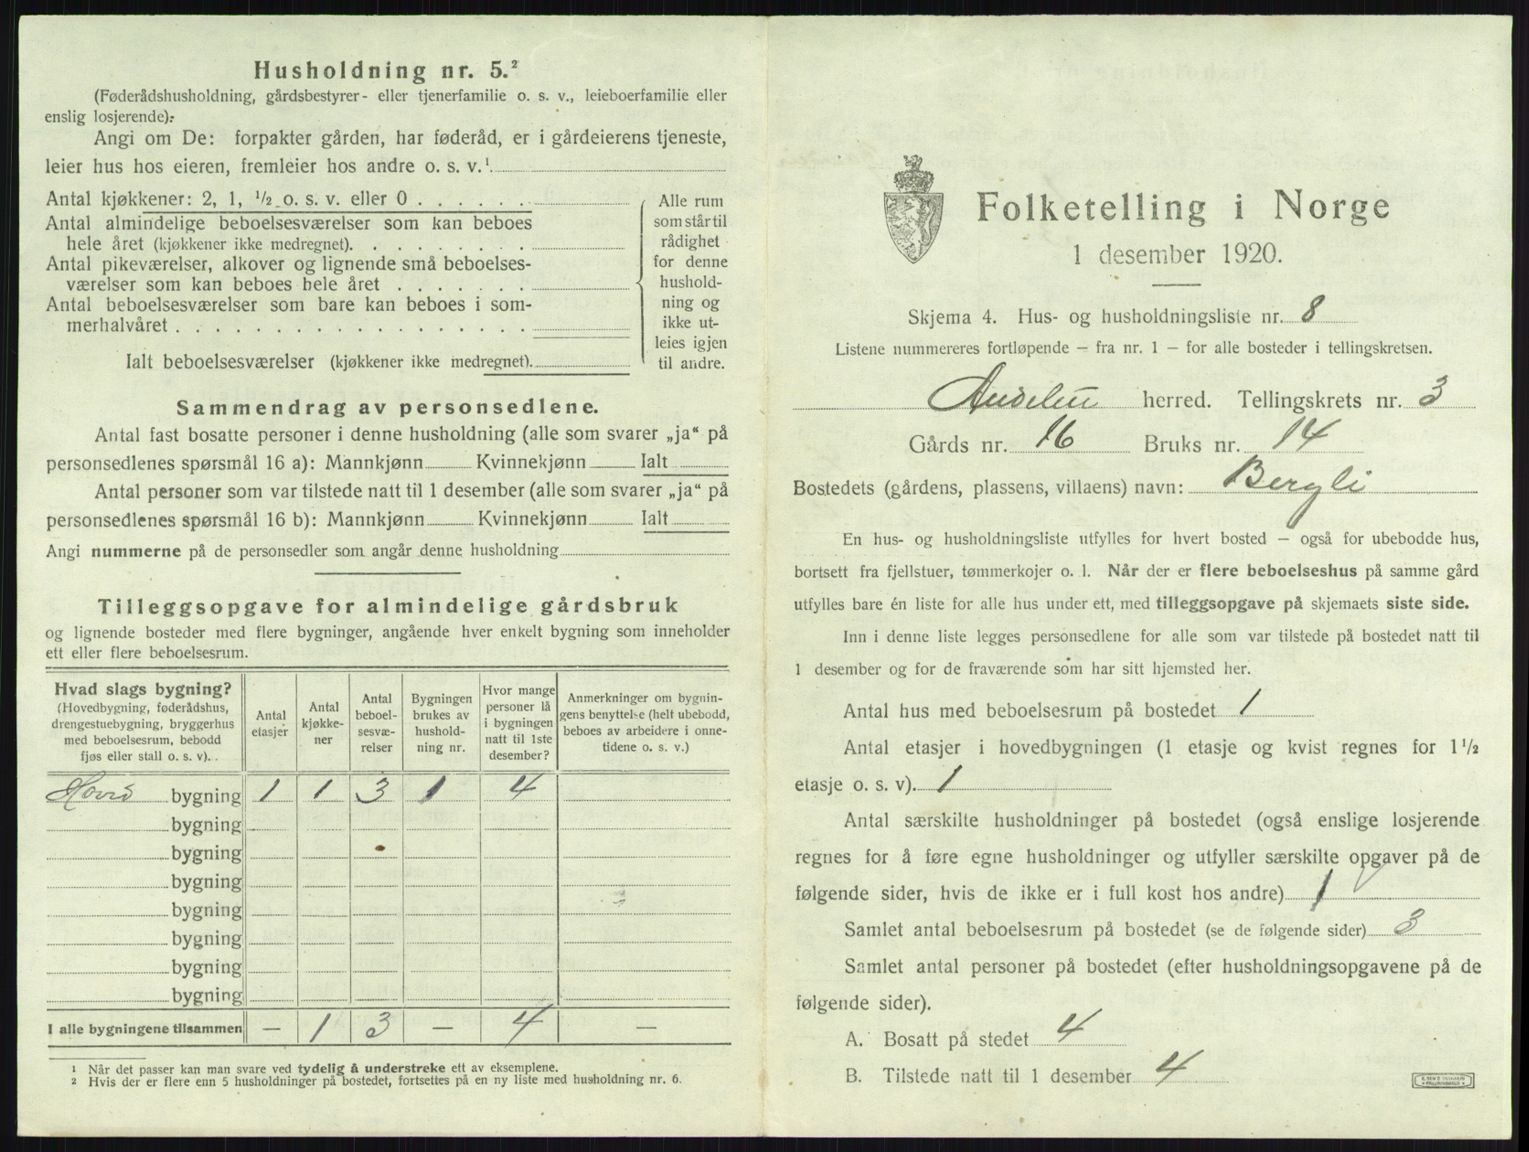 Husholdning nr. 5.²
(Føderådshusholdning, gårdsbestyrer- eller tjenerfamilie o. s. v., leieboerfamilie eller
enslig losjerende):
Angi om De: forpakter gården, har føderåd, er i gårdeierens tjeneste,
leier hus hos eieren, fremleier hos andre o. s. v.¹
Antal kjøkkener: 2, 1, ½ o. s. v. eller 0 . . . . . .
Antal almindelige beboelsesværelser som kan beboes
hele året (kjøkkener ikke medregnet). . . . . . . . .
Antal pikeværelser, alkover og lignende små beboelses-
værelser som kan beboes hele året . . . . . . .
Antal beboelsesværelser som bare kan beboes i som-
merhalvåret . . . . . . . . . . . . . . . . .
Ialt beboelsesværelser (kjøkkener ikke medregnet).
Alle rum
som står til
rådighet
for denne
hushold-
ning og
ikke ut-
leies igjen
til andre.
Sammendrag av personsedlene.
Antal fast bosatte personer i denne husholdning (alle som svarer „ja“ på
personsedlenes spørsmål 16 a): Mannkjønn Kvinnekjønn Ialt
Antal personer som var tilstede natt til 1 desember (alle som svarer „ja“ på
personsedlenes spørsmål 16 b): Mannkjønn Kvinnekjønn Ialt
Angi nummerne på de personsedler som angår denne husholdning
Tilleggsopgave for almindelige gårdsbruk
og lignende bosteder med flere bygninger, angående hver enkelt bygning som inneholder
ett eller flere beboelsesrum.
Hvad slags bygning?
(Hovedbygning, føderådshus,
drengestuebygning, bryggerhus
med beboelsesrum, bebodd
fjøs eller stall o. s. v). .
Antal
etasjer
Antal
kjøkke-
ner
Antal
beboel-
sesvæ-
relser
Bygningen
brukes av
hushold-
ning nr.
Hvor mange
personer lå
i bygningen
natt til 1ste
desember?
Anmerkninger om bygnin-
gens benyttelse (helt ubebodd,
beboes av arbeidere i onne-
tidene o. s. v.)
Hoved bygning 1 1 3 1 4
bygning
bygning
bygning
bygning
bygning
bygning
bygning
I alle bygningene tilsammen — 1 3 — 4 —
¹ Når det passer kan man svare ved tydelig å understreke ett av eksemplene.
² Hvis der er flere enn 5 husholdninger på bostedet, fortsettes på en ny liste med husholdning nr. 6.
Folketelling i Norge
1 desember 1920.
Skjema 4. Hus- og husholdningsliste nr. 8
Listene nummereres fortløpende — fra nr. 1 — for alle bosteder i tellingskretsen.
herred. Tellingskrets nr. 3
Gårds nr. 16 Bruks nr. 14
Bostedets (gårdens, plassens, villaens) navn: Bergli
En hus- og husholdningsliste utfylles for hvert bosted — også for ubebodde hus,
bortsett fra fjellstuer, tømmerkojer o. l. Når der er flere beboelseshus på samme gård
utfylles bare én liste for alle hus under ett, med tilleggsopgave på skjemaets siste side.
Inn i denne liste legges personsedlene for alle som var tilstede på bostedet natt til
1 desember og for de fraværende som har sitt hjemsted her.
Antal hus med beboelsesrum på bostedet 1
Antal etasjer i hovedbygningen (1 etasje og kvist regnes for 1½
etasje o. s. v). 1
Antal særskilte husholdninger på bostedet (også enslige losjerende
regnes for å føre egne husholdninger og utfyller særskilte opgaver på de
følgende sider, hvis de ikke er i full kost hos andre) 1
Samlet antal beboelsesrum på bostedet (se de følgende sider) 3
Samlet antal personer på bostedet (efter husholdningsopgavene på de
følgende sider).
A. Bosatt på stedet 4
B. Tilstede natt til 1 desember 4